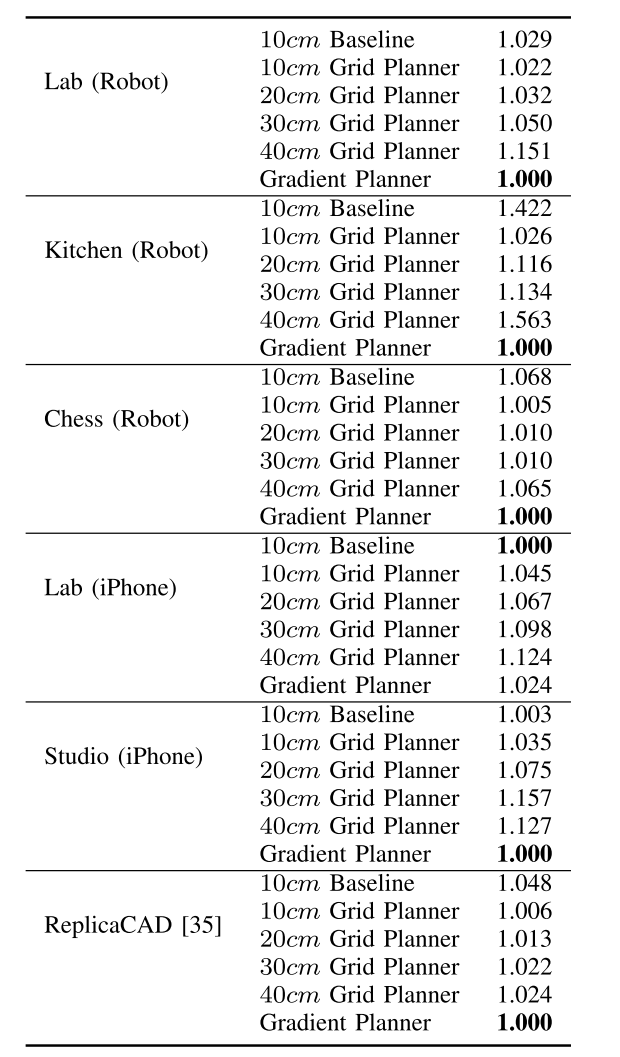 10cm Baseline 1.029
10cm Grid Planner 1.022
Lab (Robot)
20cm Grid Planner 1.032
30cm Grid Planner 1.050
40cm Grid Planner 1.151
Gradient Planner 1.000
10cm Baseline 1.422
10cm Grid Planner 1.026
Kitchen (Robot)
20cm Grid Planner 1.116
30cm Grid Planner 1.134
40cm Grid Planner 1.563
Gradient Planner 1.000
10cm Baseline 1.068
10cm Grid Planner 1.005
Chess (Robot)
20cm Grid Planner 1.010
30cm Grid Planner 1.010
40cm Grid Planner 1.065
Gradient Planner 1.000
10cm Baseline 1.000
10cm Grid Planner 1.045
Lab (iPhone)
20cm Grid Planner 1.067
30cm Grid Planner 1.098
40cm Grid Planner 1.124
Gradient Planner 1.024
10cm Baseline 1.003
10cm Grid Planner 1.035
Studio (iPhone)
20cm Grid Planner 1.075
30cm Grid Planner 1.157
40cm Grid Planner 1.127
Gradient Planner 1.000
10cm Baseline 1.048
10cm Grid Planner 1.006
ReplicaCAD [35]
20cm Grid Planner 1.013
30cm Grid Planner 1.022
40cm Grid Planner 1.024
Gradient Planner 1.000